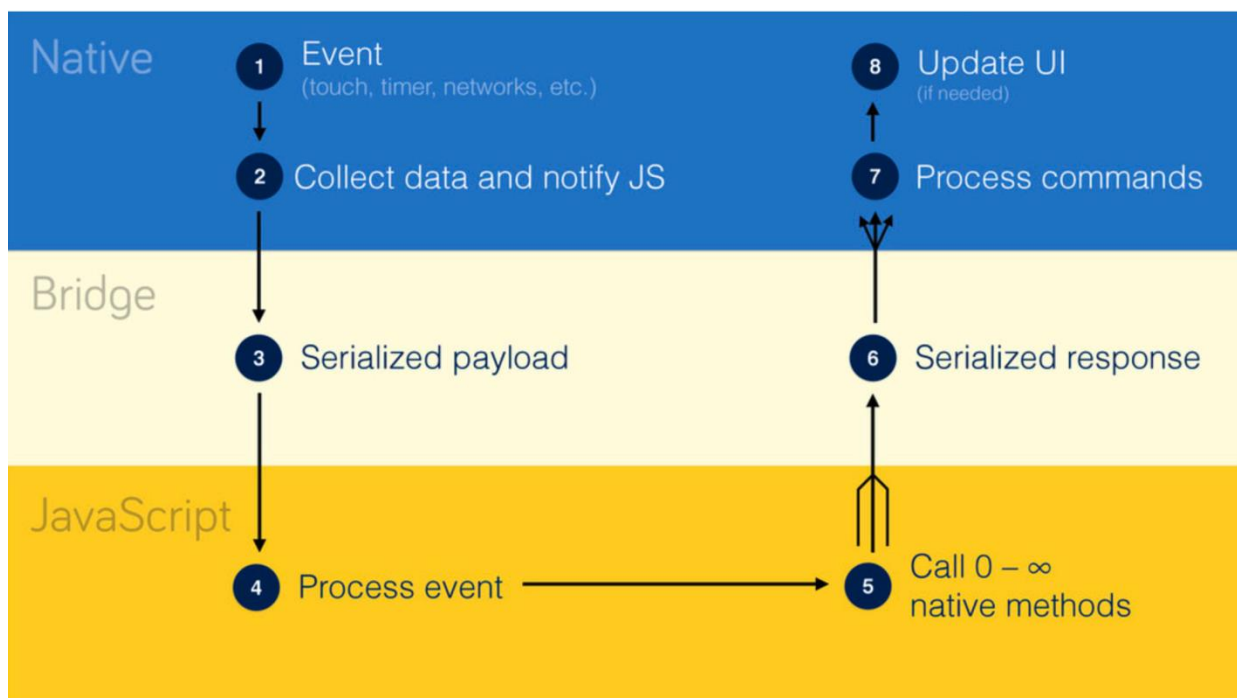 Native
1
Event
(touch, timer, networks, etc.)
2
Collect data and notify JS
8
Update UI
(if needed)
7
Process commands
Bridge
3
Serialized payload
6
Serialized response
JavaScript
4
Process event
5
Call 0 – ∞
native methods